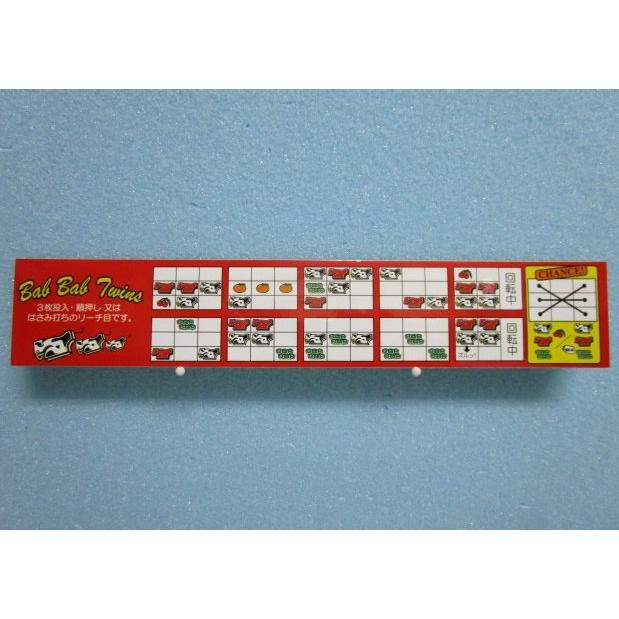 Bab Bab Twins
3枚投入・順押し 又は
はさみ打ちのリーチ目です。
回転中
CHANCE!
回転中
ズルッ!